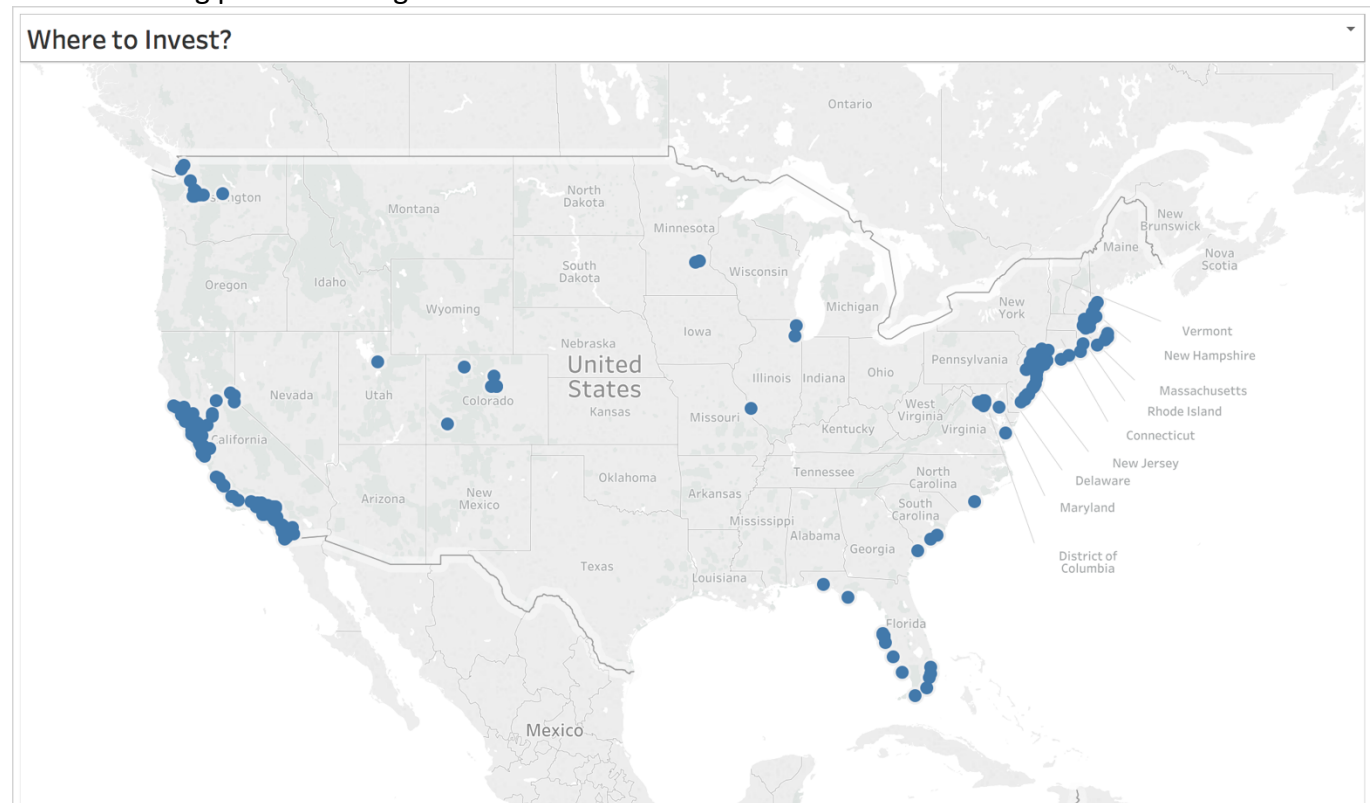 Where to Invest?
Ontario
North
Dakota
Montana
Minnesota
New
Brunswick
Maine
Nova
Scotia
South
Dakota
Wisconsin
Oregon
Idaho
Wyoming
Michigan
New
York
Vermont
Iowa
Nebraska
New Hampshire
United
States
Pennsylvania
Nevada
Utah
Colorado
Kansas
Illinois
Indiana
Ohio
Massachusetts
Rhode Island
Missouri
West
Virginia
Kentucky
Virginia
Connecticut
California
New Jersey
Delaware
Oklahoma
Tennessee
North
Carolina
Arizona
New
Mexico
Arkansas
South
Carolina
Maryland
Mississippi
Alabama
Georgia
District of
Columbia
Texas
Louisiana
Florida
Mexico